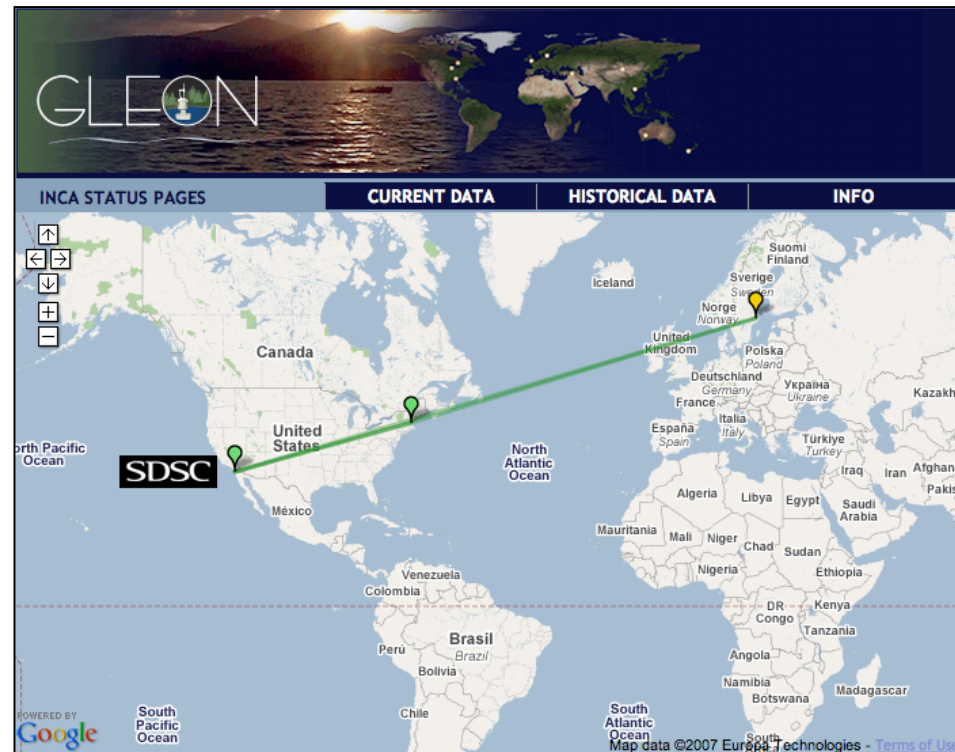 GLEON
INCA STATUS PAGES
CURRENT DATA
HISTORICAL DATA
INFO
Suomi
Finland
Iceland
Sverige
Sweden
Norge
Norway
United
Kingdom
Canada
Polska
Poland
Deutschland
Germany
Україна
Ukraine
France
Kazakh
Italia
Italy
United
States
España
Spain
Türkiye
Turkey
orth Pacific
Ocean
North
Atlantic
Ocean
SDSC
Iraq
Iran
Afghan
Pakis
Algeria
Libya
Egypt
Saudi
Arabia
México
Mauritania
Mali
Niger
Chad
Sudan
Nigeria
Ethiopia
Venezuela
Colombia
DR
Congo
Kenya
Tanzania
Brasil
Brazil
Perú
Bolivia
Angola
Namibia
Botswana
Madagascar
Chile
South
Pacific
Ocean
South
Atlantic
Ocean
South
POWERED BY
Google
Map data ©2007 Europa Technologies - Terms of Use